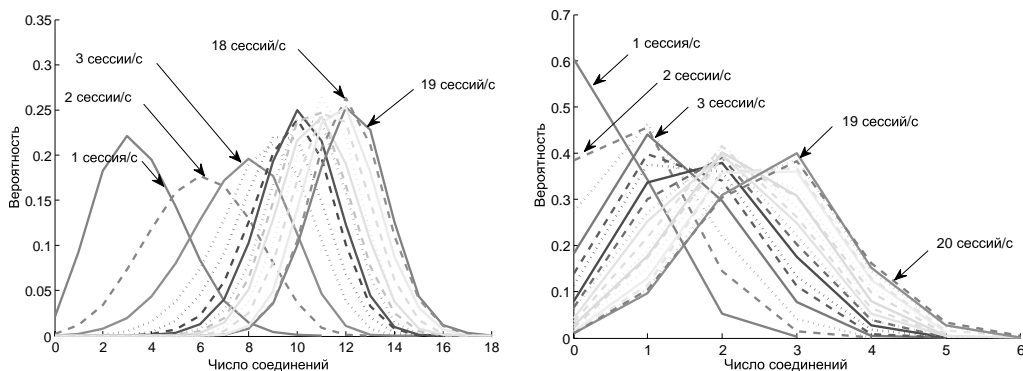 0.35
0.3
0.25
0.2
0.15
0.1
0.05
0
Вероятность
18 сессий/с
3 сессии/с
19 сессий/с
2 сессии/с
1 сессия/с
0 2 4 6 8 10 12 14 16 18
Число соединений
0.7
0.6
0.5
0.4
0.3
0.2
0.1
0
Вероятность
1 сессия/с
2 сессии/с
3 сессии/с
19 сессий/с
20 сессий/с
0 1 2 3 4 5 6
Число соединений